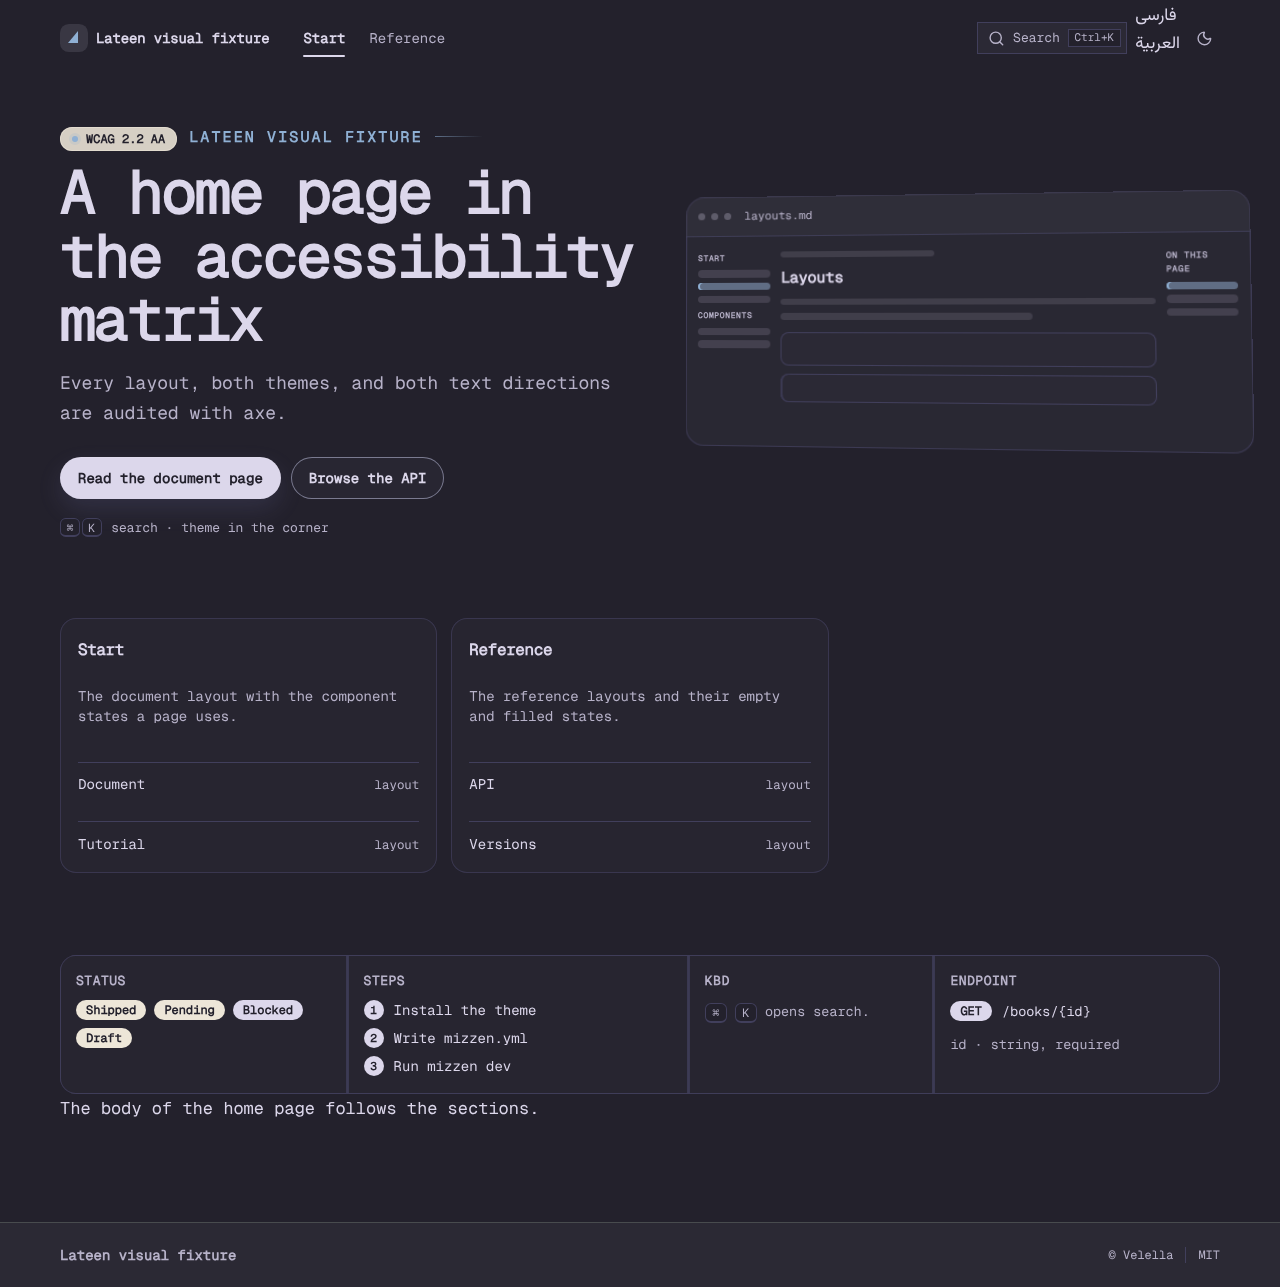 Lateen visual fixture
Start
Reference
Search
Ctrl+K
فارسی
العربية
WCAG 2.2 AA
LATEEN VISUAL FIXTURE
A home page in
the accessibility
matrix
Every layout, both themes, and both text directions
are audited with axe.
Read the document page
Browse the API
⌘ K search · theme in the corner
layouts.md
START
COMPONENTS
Layouts
ON THIS
PAGE
Start
The document layout with the component
states a page uses.
Document layout
Tutorial layout
Reference
The reference layouts and their empty
and filled states.
API layout
Versions layout
STATUS
Shipped Pending Blocked
Draft
STEPS
1 Install the theme
2 Write mizzen.yml
3 Run mizzen dev
KBD
⌘ K opens search.
ENDPOINT
GET /books/{id}
id · string, required
The body of the home page follows the sections.
Lateen visual fixture
© Velella
MIT